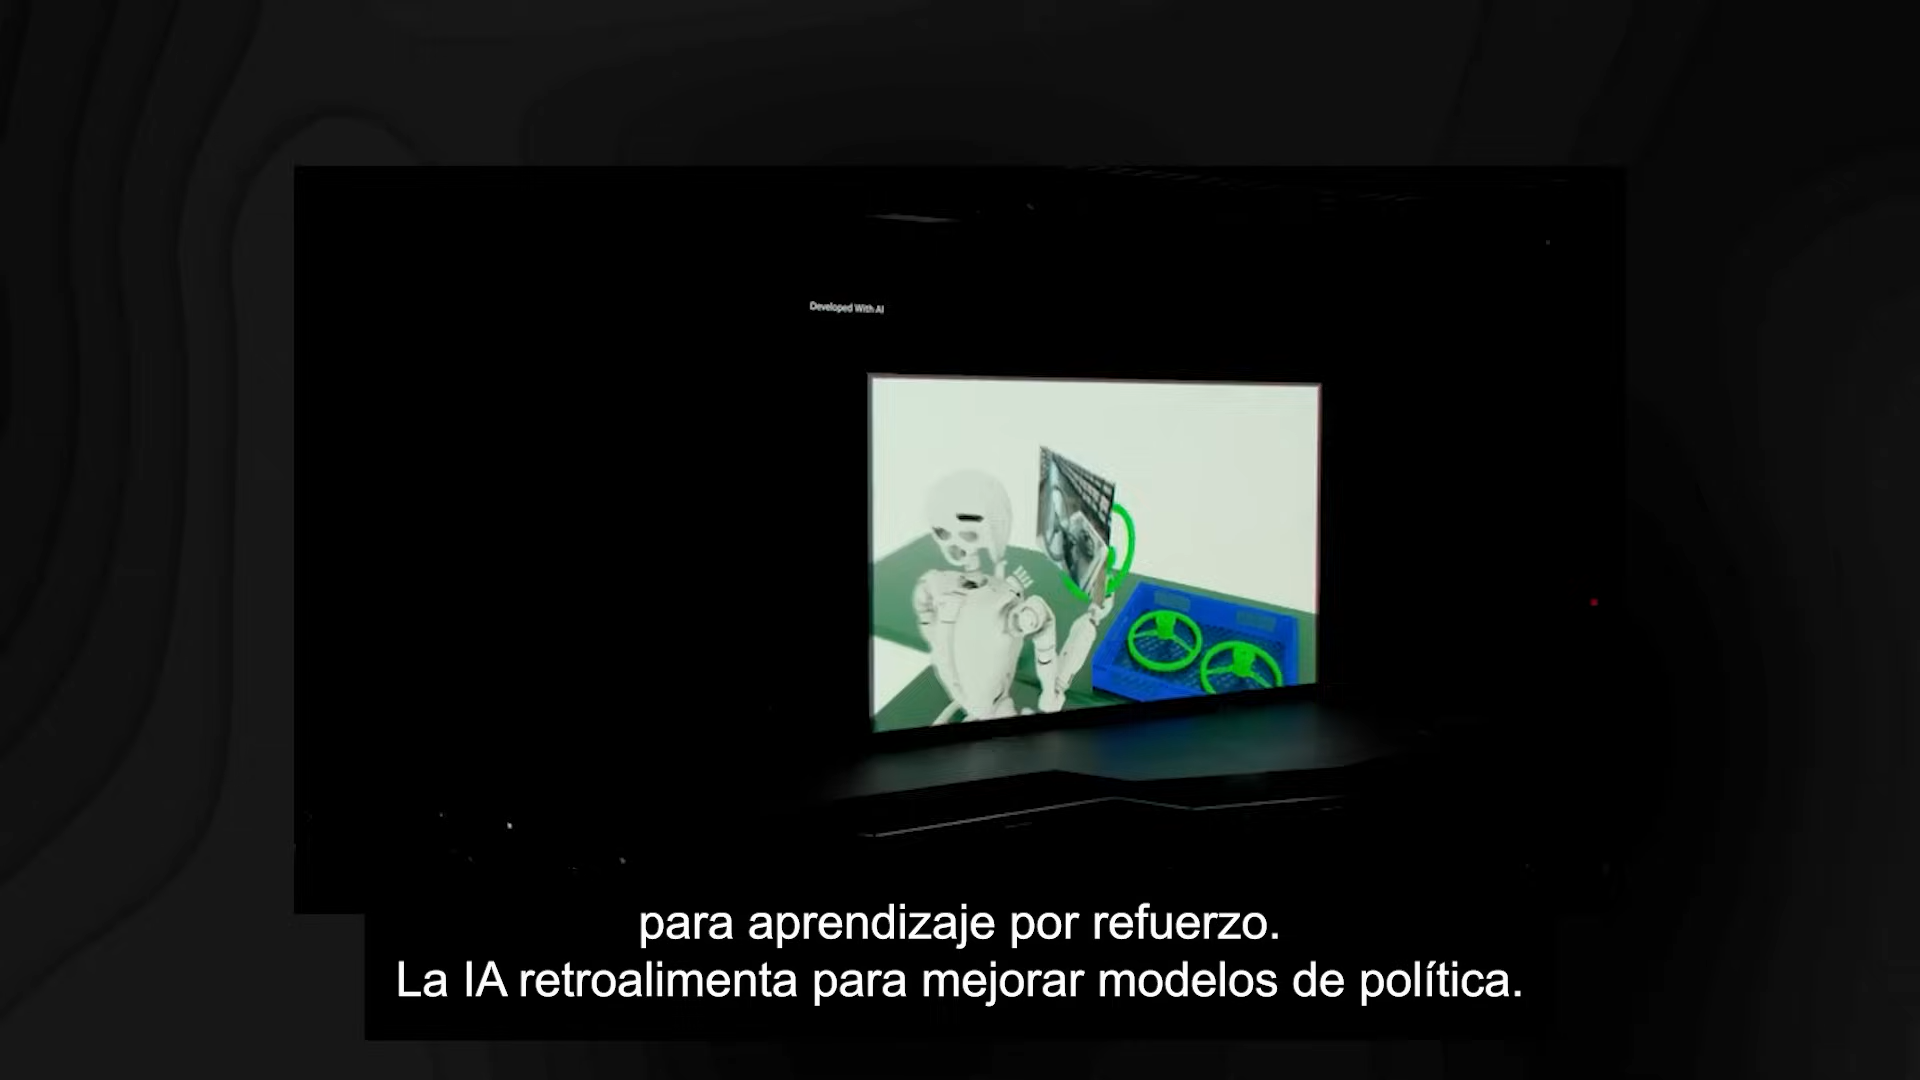 Developed With AI
para aprendizaje por refuerzo.
La IA retroalimenta para mejorar modelos de política.